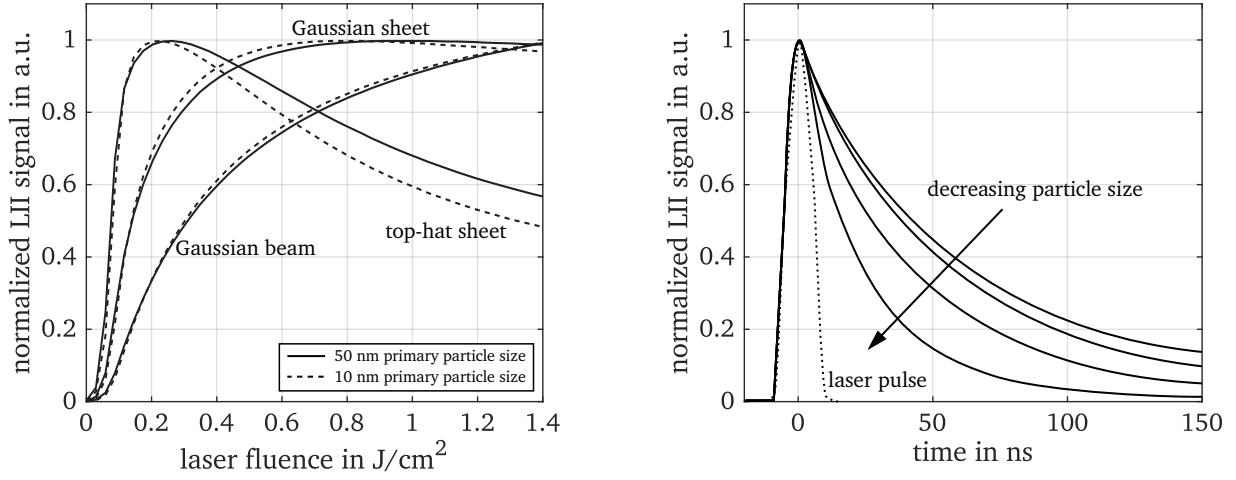 normalized LII signal in a.u.
1
0.8
0.6
0.4
0.2
0
Gaussian sheet
top-hat sheet
Gaussian beam
50 nm primary particle size
10 nm primary particle size
0 0.2 0.4 0.6 0.8 1 1.2 1.4
laser fluence in J/cm²
normalized LII signal in a.u.
1
0.8
0.6
0.4
0.2
0
decreasing particle size
laser pulse
0 50 100 150
time in ns